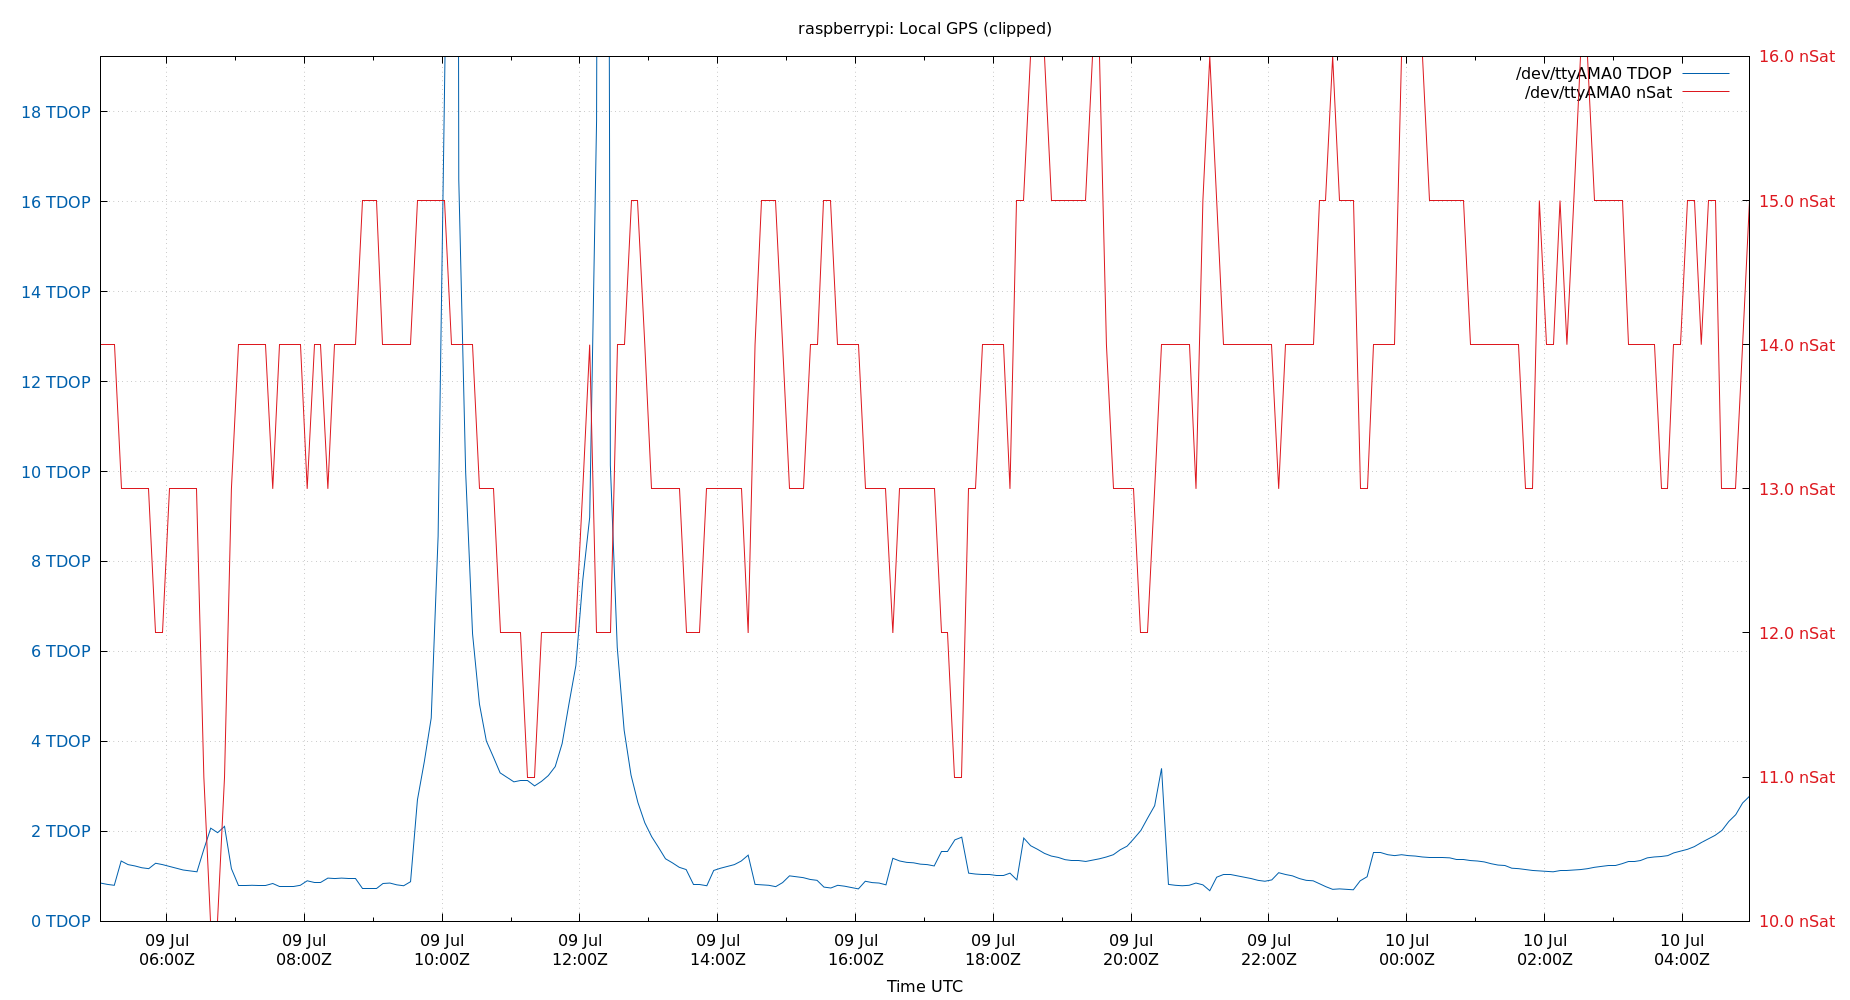 raspberrypi: Local GPS (clipped)
/dev/ttyAMA0 TDOP
/dev/ttyAMA0 nSat
18 TDOP
16 TDOP
14 TDOP
12 TDOP
10 TDOP
8 TDOP
6 TDOP
4 TDOP
2 TDOP
0 TDOP
16.0 nSat
15.0 nSat
14.0 nSat
13.0 nSat
12.0 nSat
11.0 nSat
10.0 nSat
09 Jul 09 Jul 09 Jul 09 Jul 09 Jul 09 Jul 09 Jul 09 Jul 09 Jul 10 Jul 10 Jul 10 Jul
06:00Z 08:00Z 10:00Z 12:00Z 14:00Z 16:00Z 18:00Z 20:00Z 22:00Z 00:00Z 02:00Z 04:00Z
Time UTC